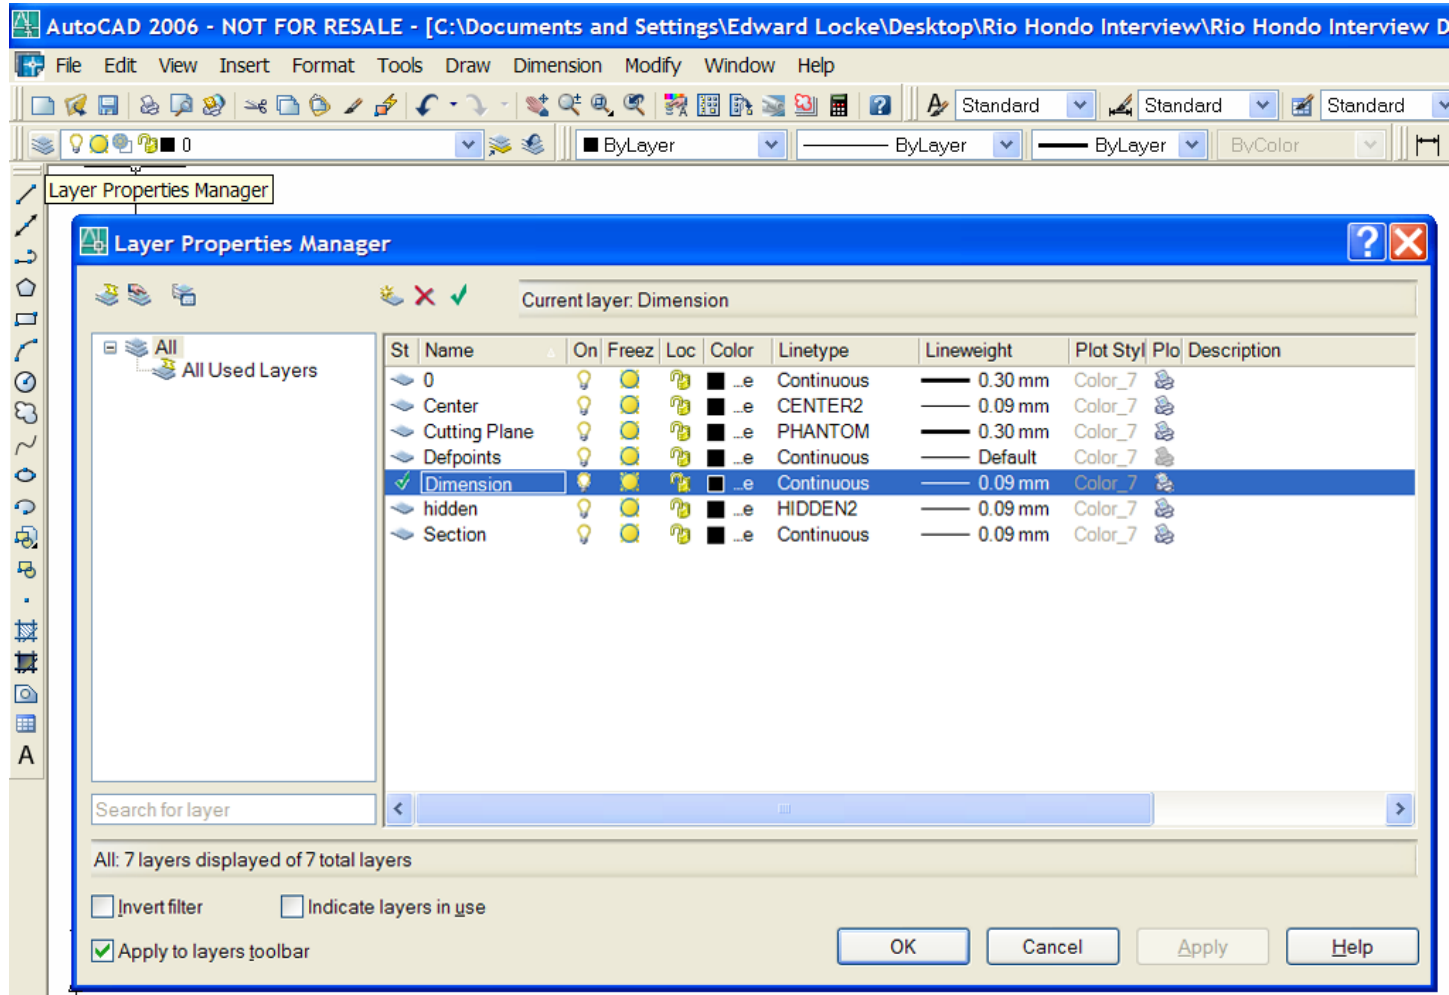 AutoCAD 2006 - NOT FOR RESALE - [C:\Documents and Settings\Edward Locke\Desktop\Rio Hondo Interview\Rio Hondo Interview D
File Edit View Insert Format Tools Draw Dimension Modify Window Help
Standard Standard Standard
0 ByLayer ByLayer ByLayer ByColor
Layer Properties Manager
Layer Properties Manager
Current layer: Dimension
All
All Used Layers
St Name On Freez Loc Color Linetype Lineweight Plot Styl Plo Description
0 ...e Continuous 0.30 mm Color_7
Center ...e CENTER2 0.09 mm Color_7
Cutting Plane ...e PHANTOM 0.30 mm Color_7
Defpoints ...e Continuous Default Color_7
Dimension ...e Continuous 0.09 mm Color_7
hidden ...e HIDDEN2 0.09 mm Color_7
Section ...e Continuous 0.09 mm Color_7
A
Search for layer
All: 7 layers displayed of 7 total layers
Invert filter Indicate layers in use
Apply to layers toolbar
OK Cancel Apply Help